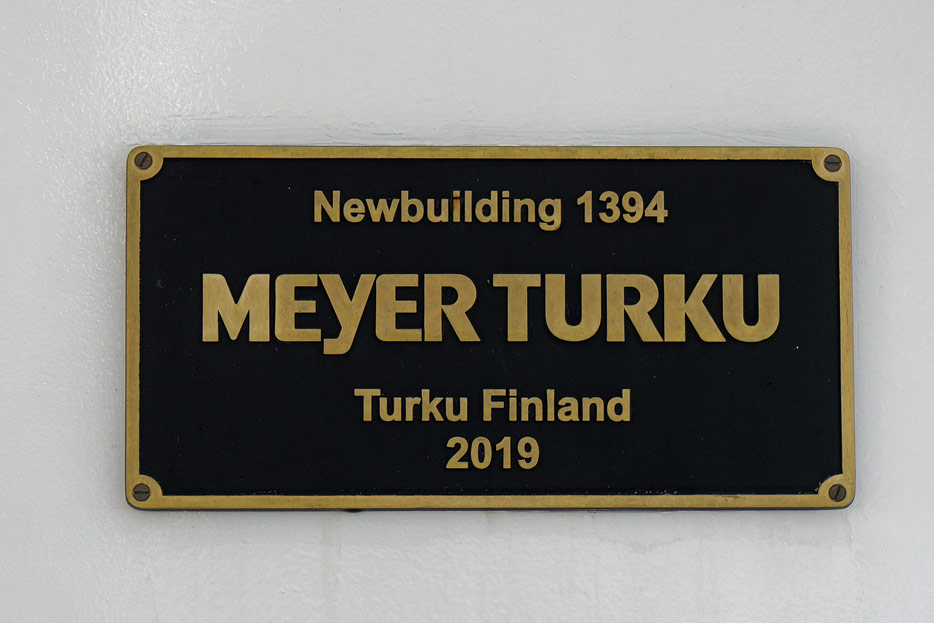 Newbuilding 1394
MEYER TURKU
Turku Finland
2019